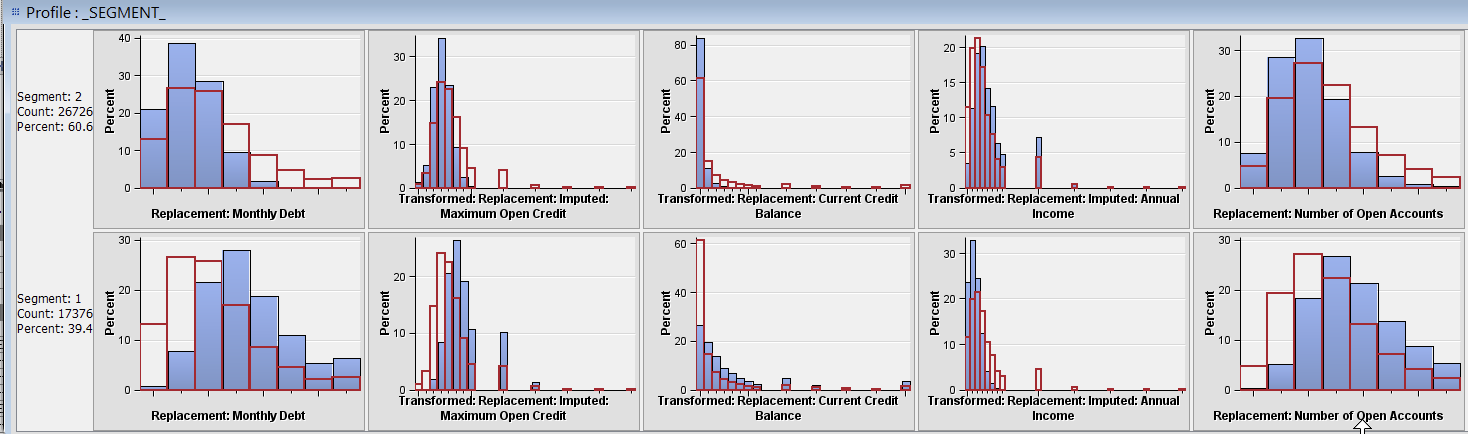 Profile : _SEGMENT_
Segment: 2
Count: 26726
Percent: 60.6
40
30
20
10
0
Replacement: Monthly Debt
Percent
30
20
10
0
Transformed: Replacement: Imputed:
Maximum Open Credit
Percent
80
60
40
20
0
Transformed: Replacement: Current Credit
Balance
Percent
20
15
10
5
0
Transformed: Replacement: Imputed: Annual
Income
Percent
30
20
10
0
Replacement: Number of Open Accounts
Percent
Segment: 1
Count: 17376
Percent: 39.4
30
20
10
0
Replacement: Monthly Debt
Percent
20
10
0
Transformed: Replacement: Imputed:
Maximum Open Credit
Percent
60
40
20
0
Transformed: Replacement: Current Credit
Balance
Percent
30
20
10
0
Transformed: Replacement: Imputed: Annual
Income
Percent
30
20
10
0
Replacement: Number of Open Accounts
Percent